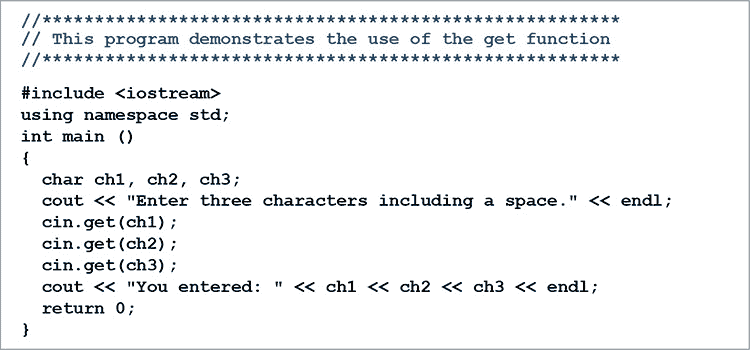 //*******************************************************
// This program demonstrates the use of the get function
//*******************************************************
#include <iostream>
using namespace std;
int main ()
{
  char ch1, ch2, ch3;
  cout << "Enter three characters including a space." << endl;
  cin.get(ch1);
  cin.get(ch2);
  cin.get(ch3);
  cout << "You entered: " << ch1 << ch2 << ch3 << endl;
  return 0;
}